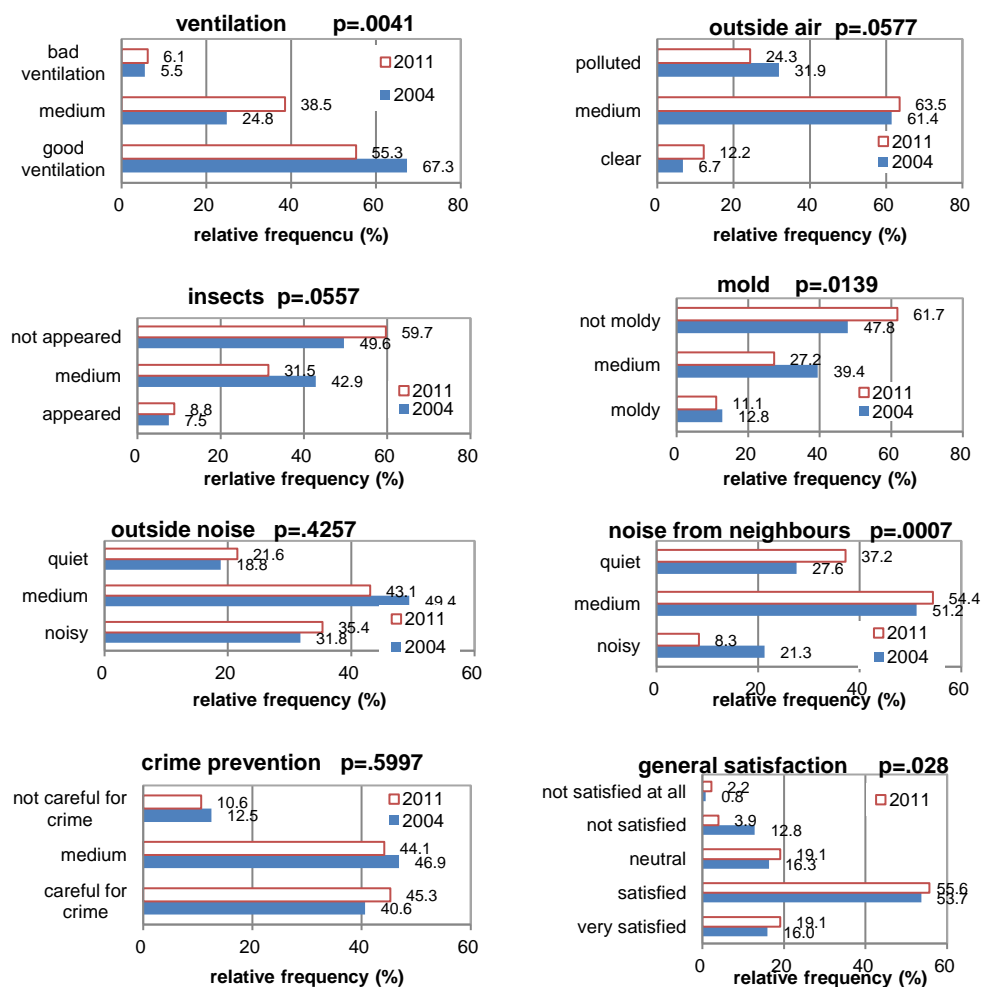 ventilation p=.0041
bad ventilation 6.1 5.5
medium 38.5 24.8
good ventilation 55.3 67.3
2011
2004
0 20 40 60 80
relative frequencu (%)
outside air p=.0577
polluted 24.3 31.9
medium 63.5 61.4
clear 12.2 6.7
2011
2004
0 20 40 60 80
relative frequency (%)
insects p=.0557
not appeared 59.7 49.6
medium 31.5 42.9
appeared 8.8 7.5
2011
2004
0 20 40 60 80
rerlative frequency (%)
mold p=.0139
not moldy 61.7 47.8
medium 27.2 39.4
moldy 11.1 12.8
2011
2004
0 20 40 60 80
relative frequency (%)
outside noise p=.4257
quiet 21.6 18.8
medium 43.1 49.4
noisy 35.4 31.8
2011
2004
0 20 40 60
relative frequency (%)
noise from neighbours p=.0007
quiet 37.2 27.6
medium 54.4 51.2
noisy 8.3 21.3
2011
2004
0 20 40 60
relative frequency (%)
crime prevention p=.5997
not careful for crime 10.6 12.5
medium 44.1 46.9
careful for crime 45.3 40.6
2011
2004
0 20 40 60
relative frequency (%)
general satisfaction p=.028
not satisfied at all 2.2 0.8
not satisfied 3.9 12.8
neutral 19.1 16.3
satisfied 55.6 53.7
very satisfied 19.1 16.0
2011
0 20 40 60
relative frequency (%)